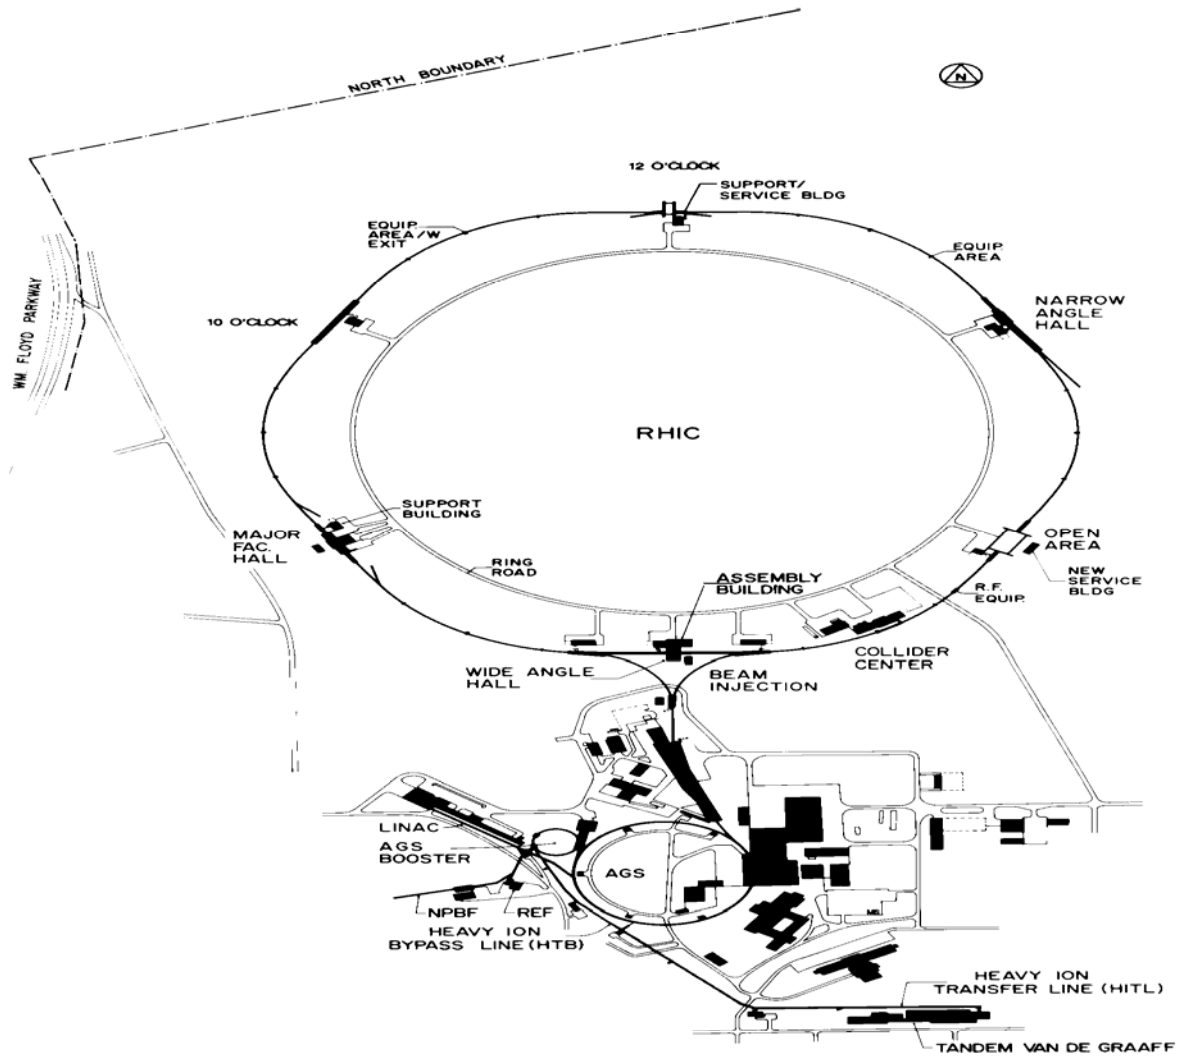 NORTH BOUNDARY
N
12 O'CLOCK
SUPPORT/
SERVICE BLDG
EQUIP.
AREA/W
EXIT
EQUIP.
AREA
WM. FLOYD PARKWAY
10 O'CLOCK
NARROW
ANGLE
HALL
RHIC
SUPPORT
BUILDING
MAJOR
FAC.
HALL
OPEN
AREA
RING
ROAD
NEW
SERVICE
BLDG
ASSEMBLY
BUILDING
R.F.
EQUIP.
COLLIDER
CENTER
WIDE ANGLE
HALL
BEAM
INJECTION
LINAC
AGS
BOOSTER
AGS
NPBF
REF
HEAVY ION
BYPASS LINE (HTB)
HEAVY ION
TRANSFER LINE (HITL)
TANDEM VAN DE GRAAFF